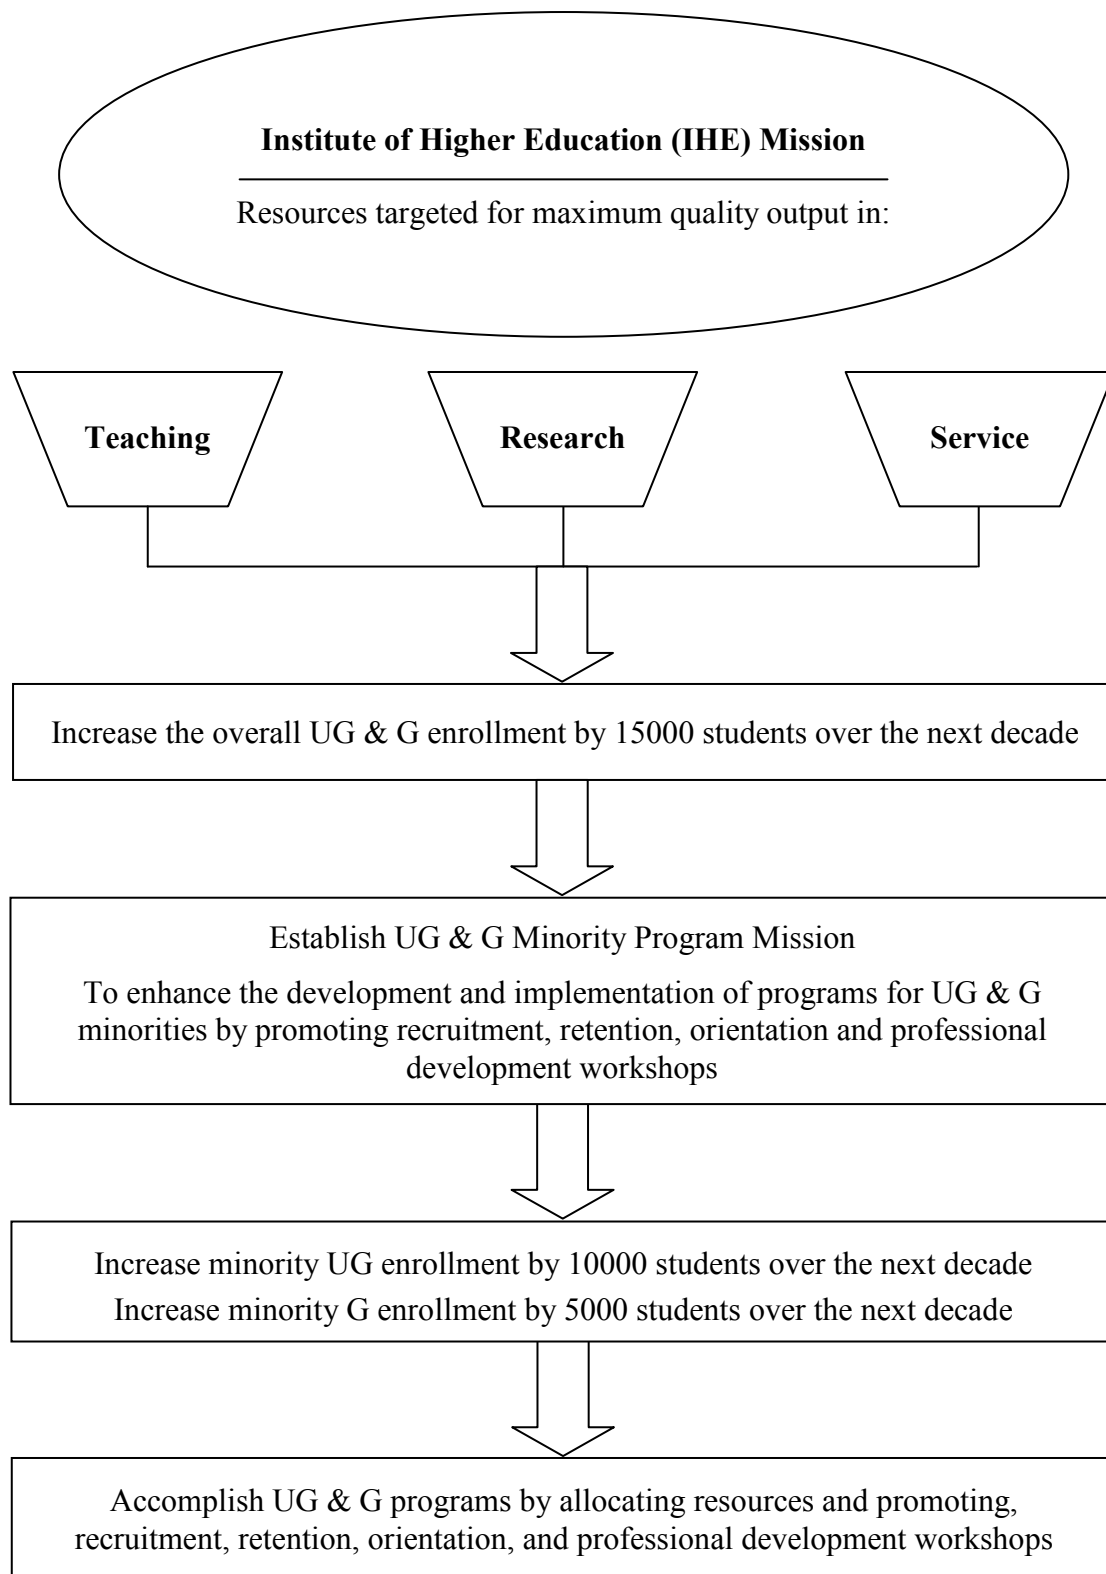 Institute of Higher Education (IHE) Mission
Resources targeted for maximum quality output in:
Teaching
Research
Service
Increase the overall UG & G enrollment by 15000 students over the next decade
Establish UG & G Minority Program Mission
To enhance the development and implementation of programs for UG & G
minorities by promoting recruitment, retention, orientation and professional
development workshops
Increase minority UG enrollment by 10000 students over the next decade
Increase minority G enrollment by 5000 students over the next decade
Accomplish UG & G programs by allocating resources and promoting,
recruitment, retention, orientation, and professional development workshops